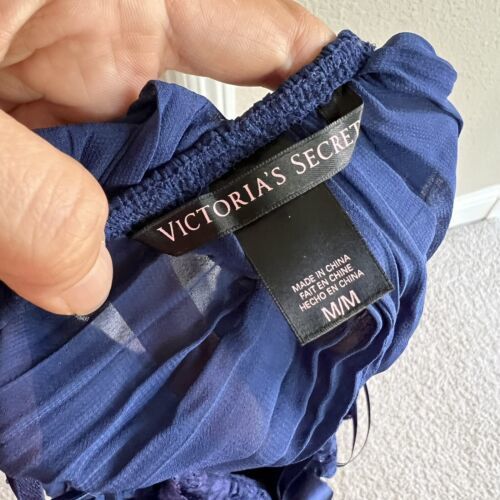 VICTORIA'S SECRET
MADE IN CHINA
FAIT EN CHINE
HECHO EN CHINA
M/M